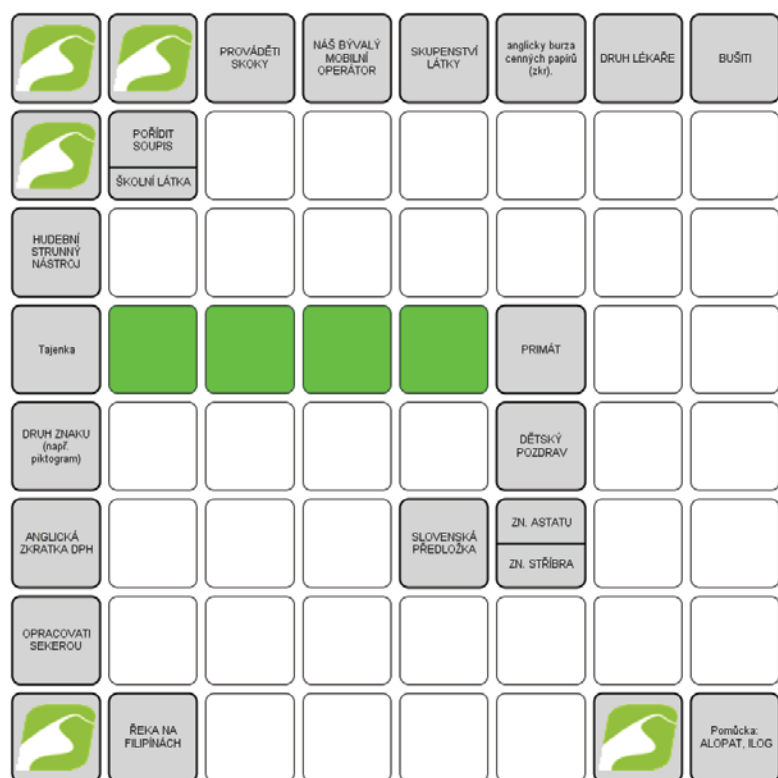 PROVÁDĚTI
SKOKY
NÁŠ BÝVALÝ
MOBILNÍ
OPERÁTOR
SKUPENSTVÍ
LÁTKY
anglicky burza
cenných papírů
(zkr).
DRUH LÉKAŘE
BUŠITI
POŘÍDIT
SOUPIS
ŠKOLNÍ LÁTKA
HUDEBNÍ
STRUNNÝ
NÁSTROJ
Tajenka
PRIMÁT
DRUH ZNAKU
(např.
piktogram)
DĚTSKÝ
POZDRAV
ANGLICKÁ
ZKRATKA DPH
SLOVENSKÁ
PŘEDLOŽKA
ZN. ASTATU
ZN. STŘÍBRA
OPRACOVATI
SEKEROU
ŘEKA NA
FILIPÍNÁCH
Pomůcka:
ALOPAT, ILOG